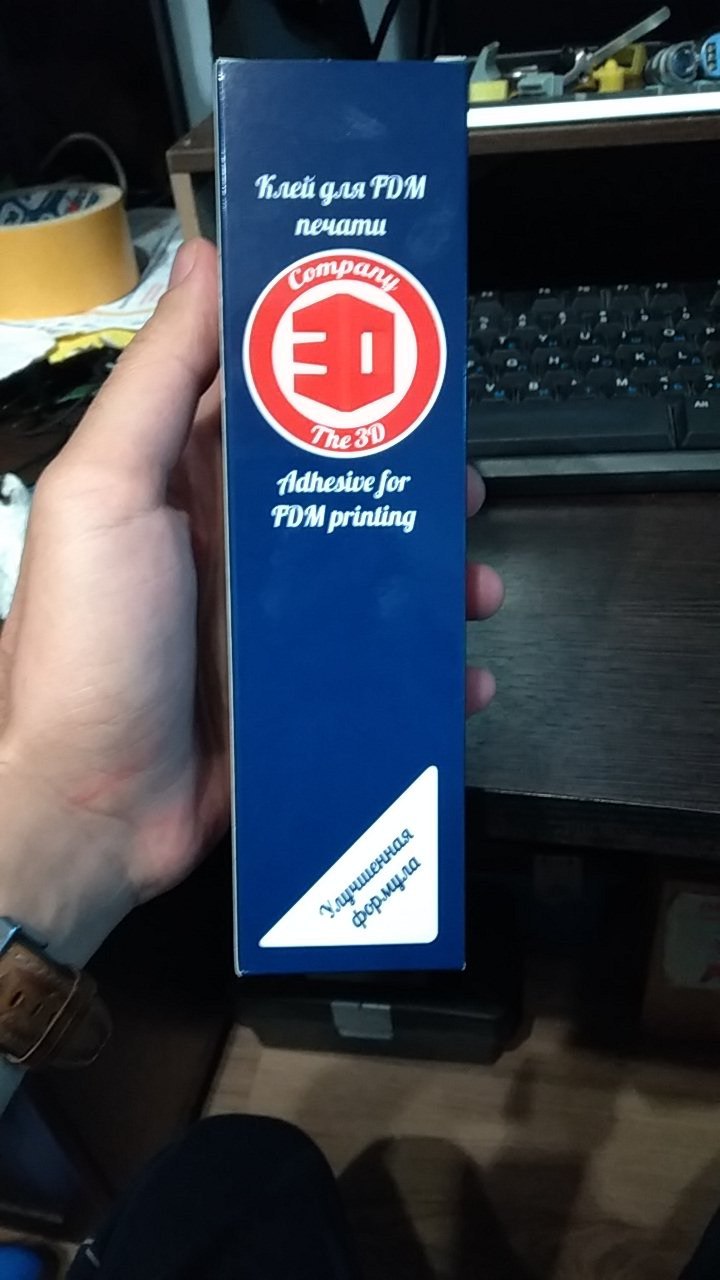 Клей для FDM
печати
Company
3D
The 3D
Adhesive for
FDM printing
Улучшенная
формула